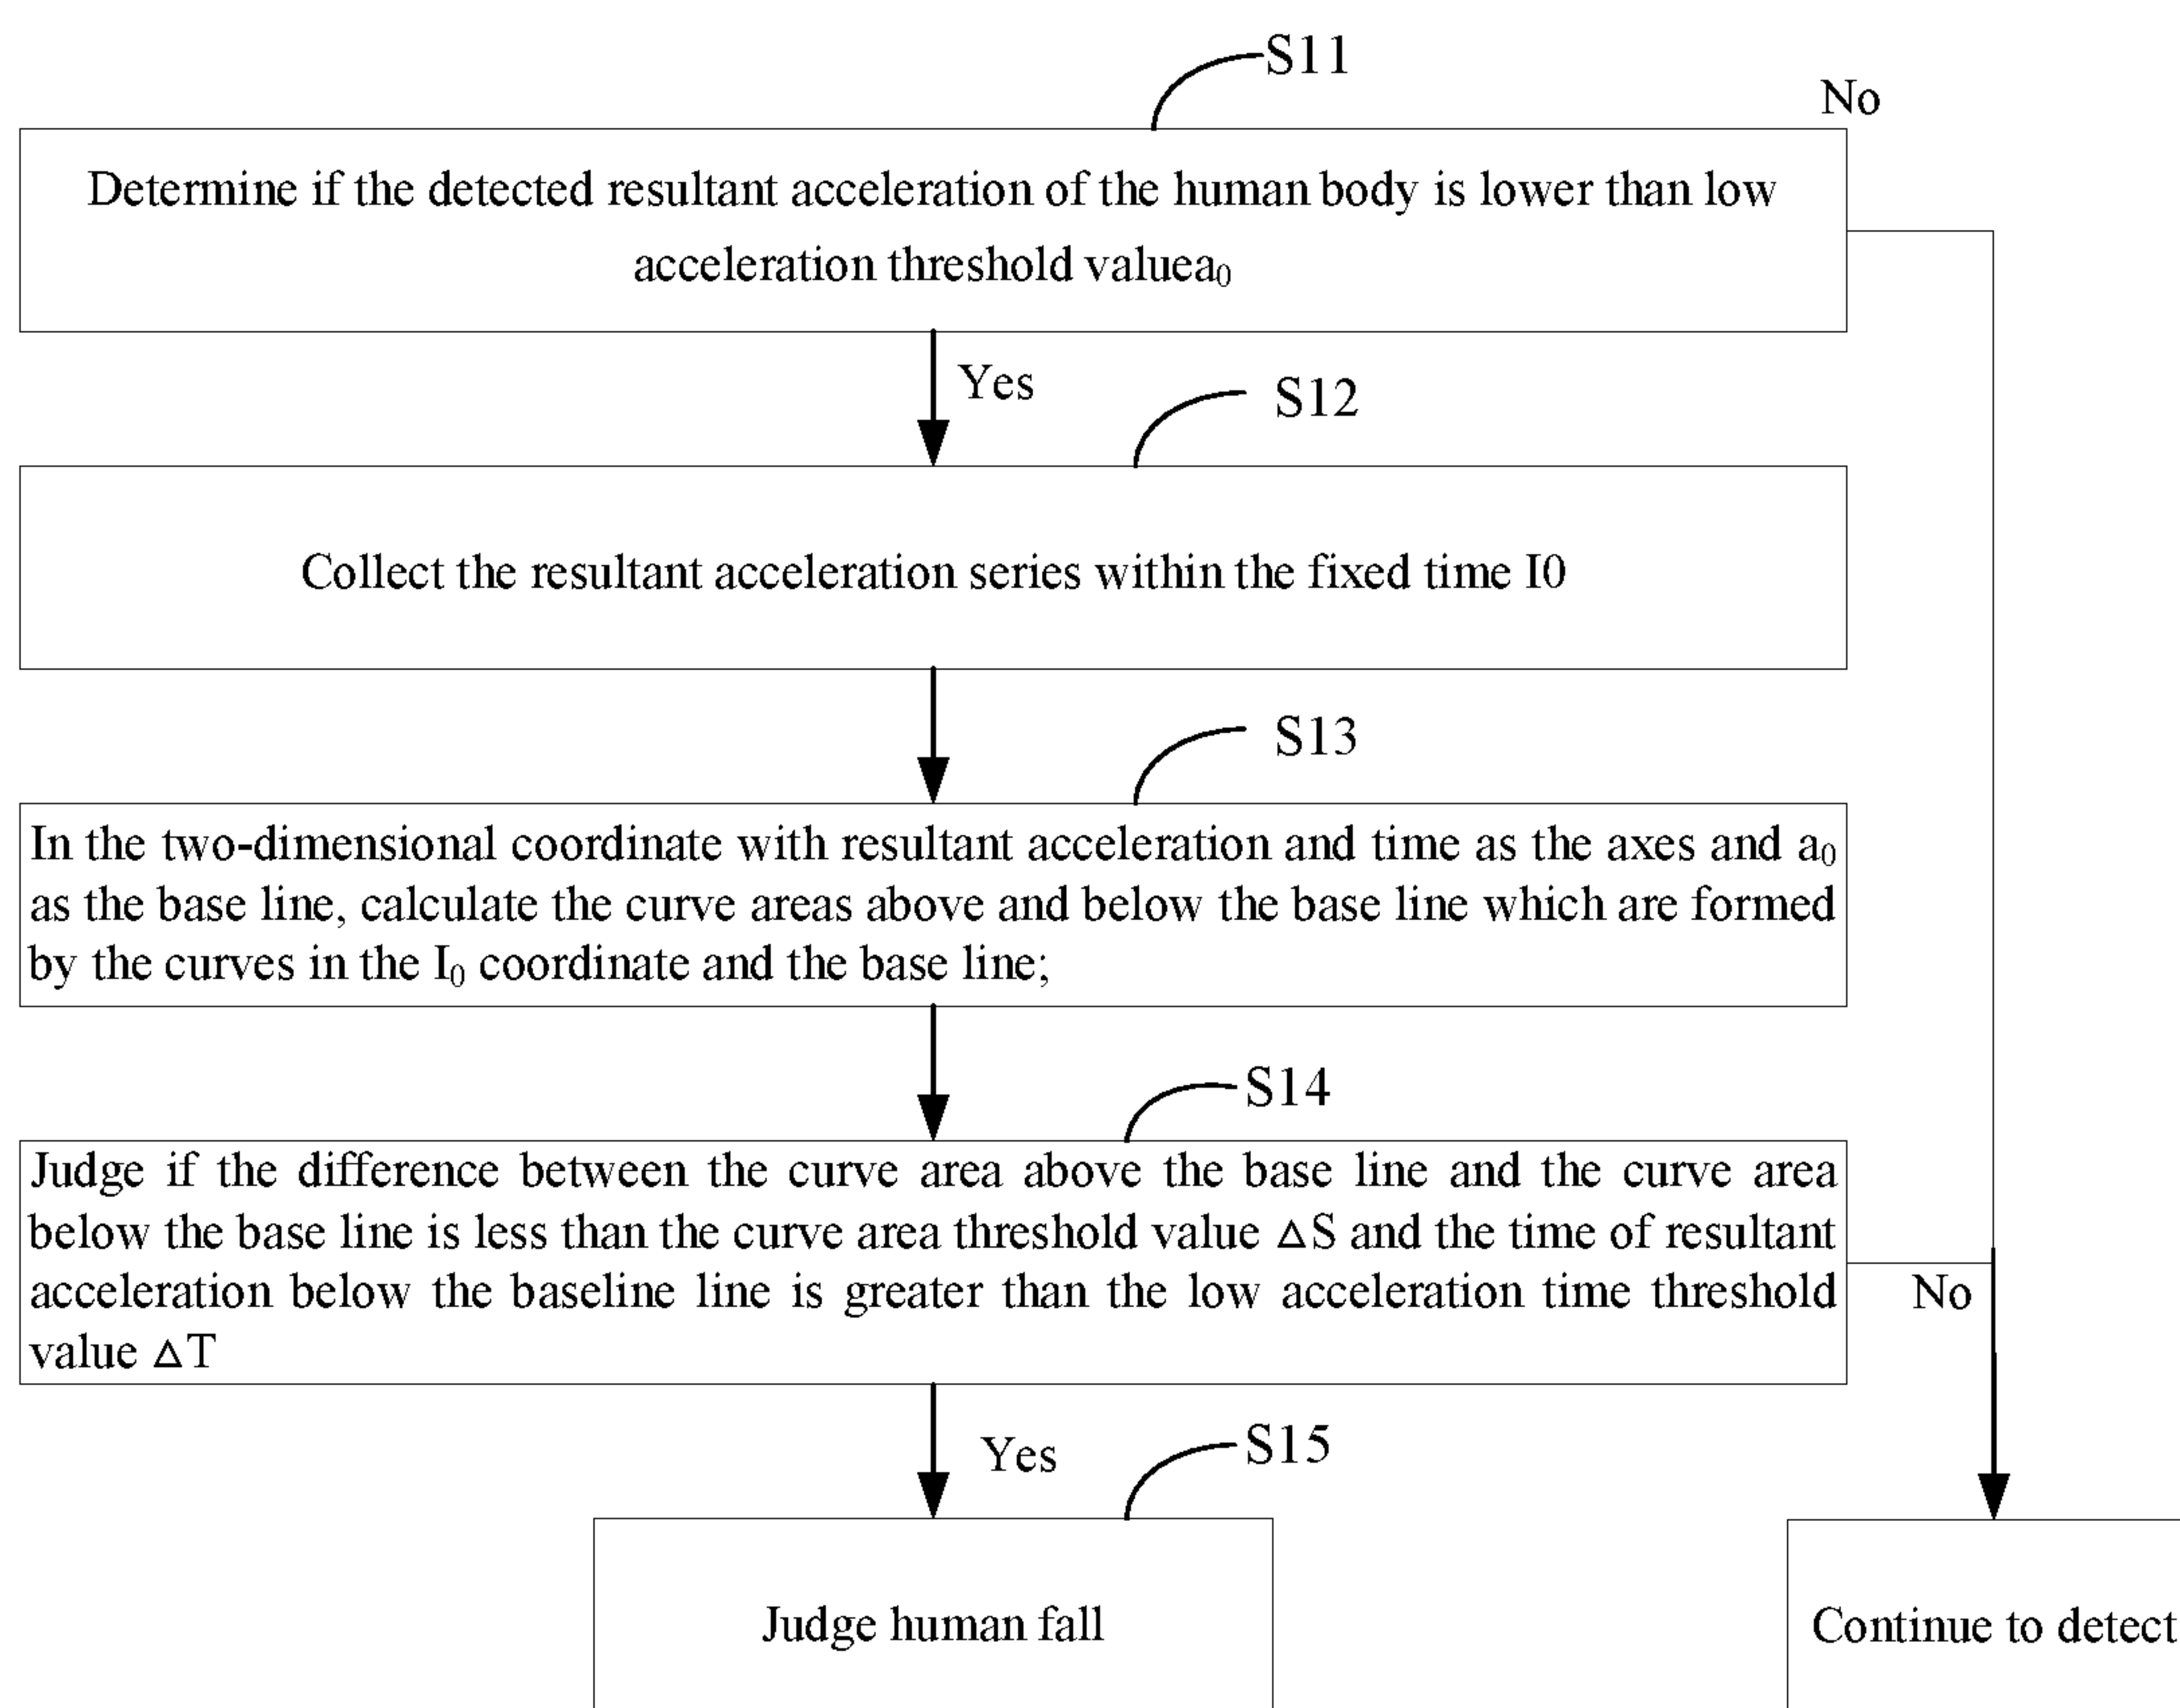 S11
No
Determine if the detected resultant acceleration of the human body is lower than low
acceleration threshold valuea₀
Yes
S12
Collect the resultant acceleration series within the fixed time I0
S13
In the two-dimensional coordinate with resultant acceleration and time as the axes and a₀
as the base line, calculate the curve areas above and below the base line which are formed
by the curves in the I₀ coordinate and the base line;
S14
Judge if the difference between the curve area above the base line and the curve area
below the base line is less than the curve area threshold value △S and the time of resultant
acceleration below the baseline line is greater than the low acceleration time threshold
value △T
No
Yes
S15
Judge human fall
Continue to detect